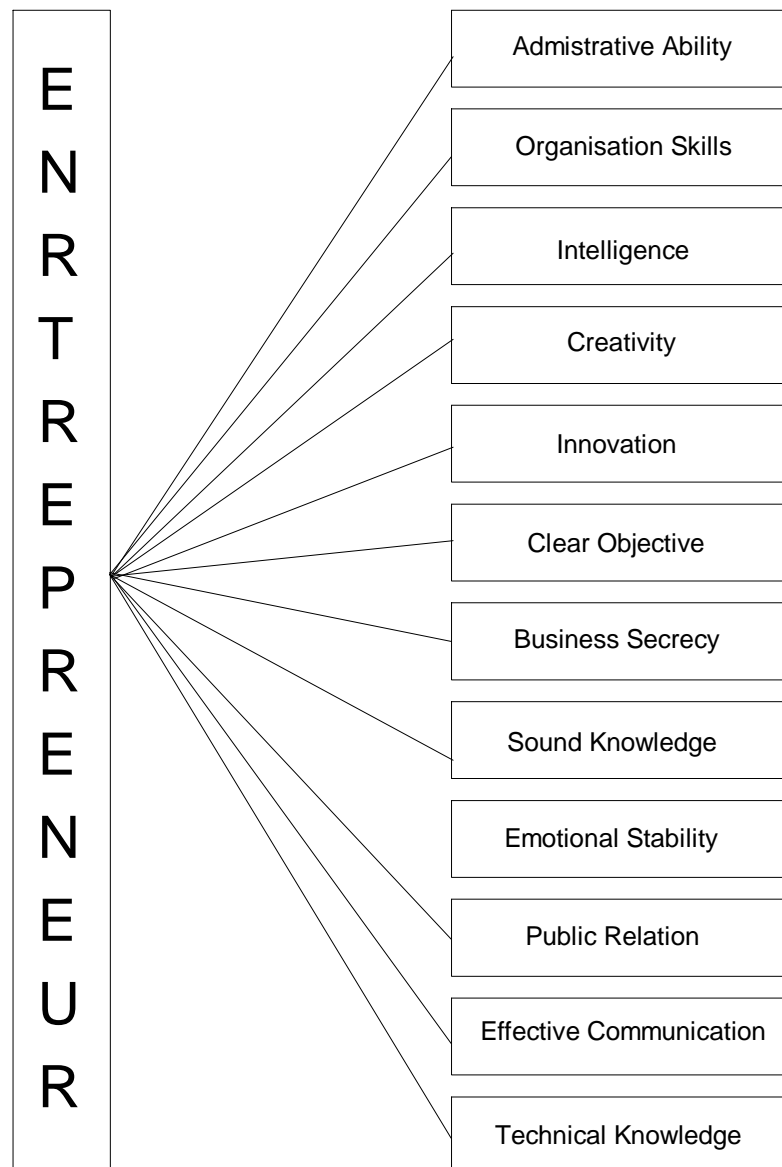 E
N
R
T
R
E
P
R
E
N
E
U
R
Admistrative Ability
Organisation Skills
Intelligence
Creativity
Innovation
Clear Objective
Business Secrecy
Sound Knowledge
Emotional Stability
Public Relation
Effective Communication
Technical Knowledge